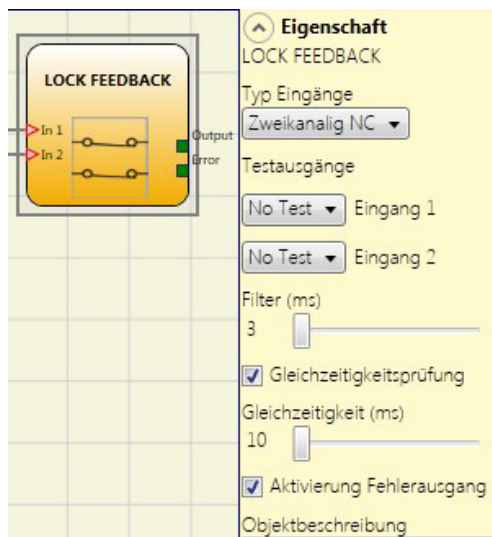 LOCK FEEDBACK
In 1
In 2
Output
Error
Eigenschaft
LOCK FEEDBACK
Typ Eingänge
Zweikanalig NC
Testausgänge
No Test Eingang 1
No Test Eingang 2
Filter (ms)
3
Gleichzeitigkeitsprüfung
Gleichzeitigkeit (ms)
10
Aktivierung Fehlerausgang
Objektbeschreibung